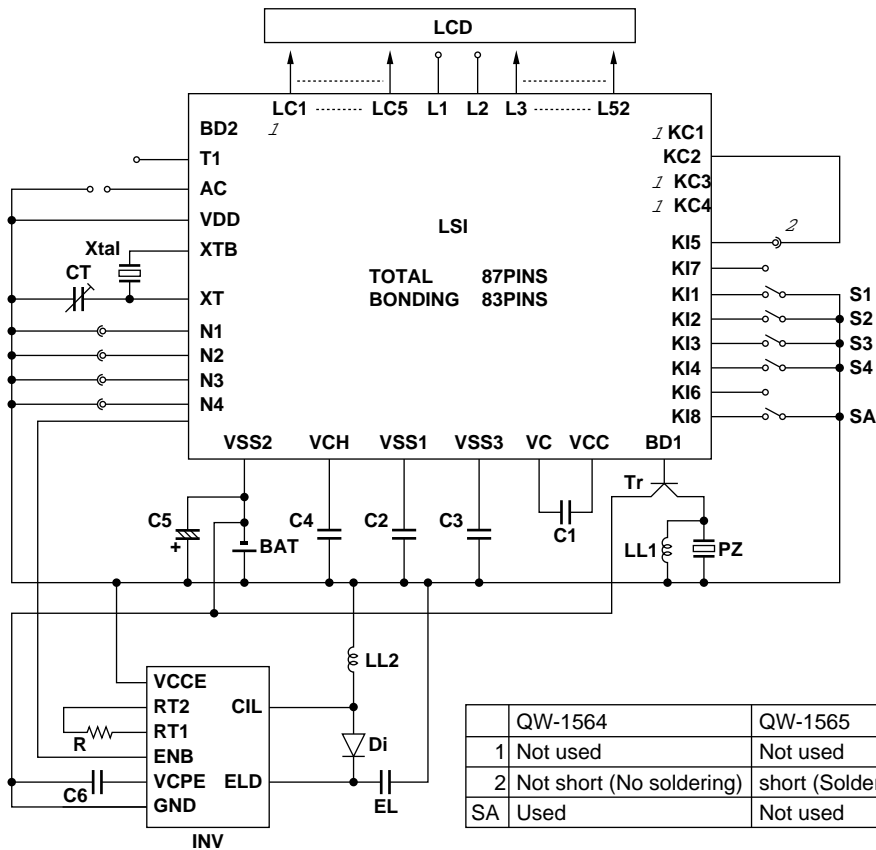 LCD
LC1 LC5 L1 L2 L3 L52
BD2 1 1 KC1
T1 KC2
AC 1 KC3
VDD LSI 1 KC4
Xtal XTB 2
CT KI5
TOTAL 87PINS KI7
XT BONDING 83PINS KI1 S1
N1 KI2 S2
N2 KI3 S3
N3 KI4 S4
N4 KI6
KI8 SA
VSS2 VCH VSS1 VSS3 VC VCC BD1
Tr
C5 C4 C2 C3 C1
+ BAT LL1 PZ
LL2
VCCE
RT2 CIL
R RT1 Di
ENB
C6 VCPE ELD EL
GND
INV
QW-1564 QW-1565
1 Not used Not used
2 Not short (No soldering) short (Solder
SA Used Not used